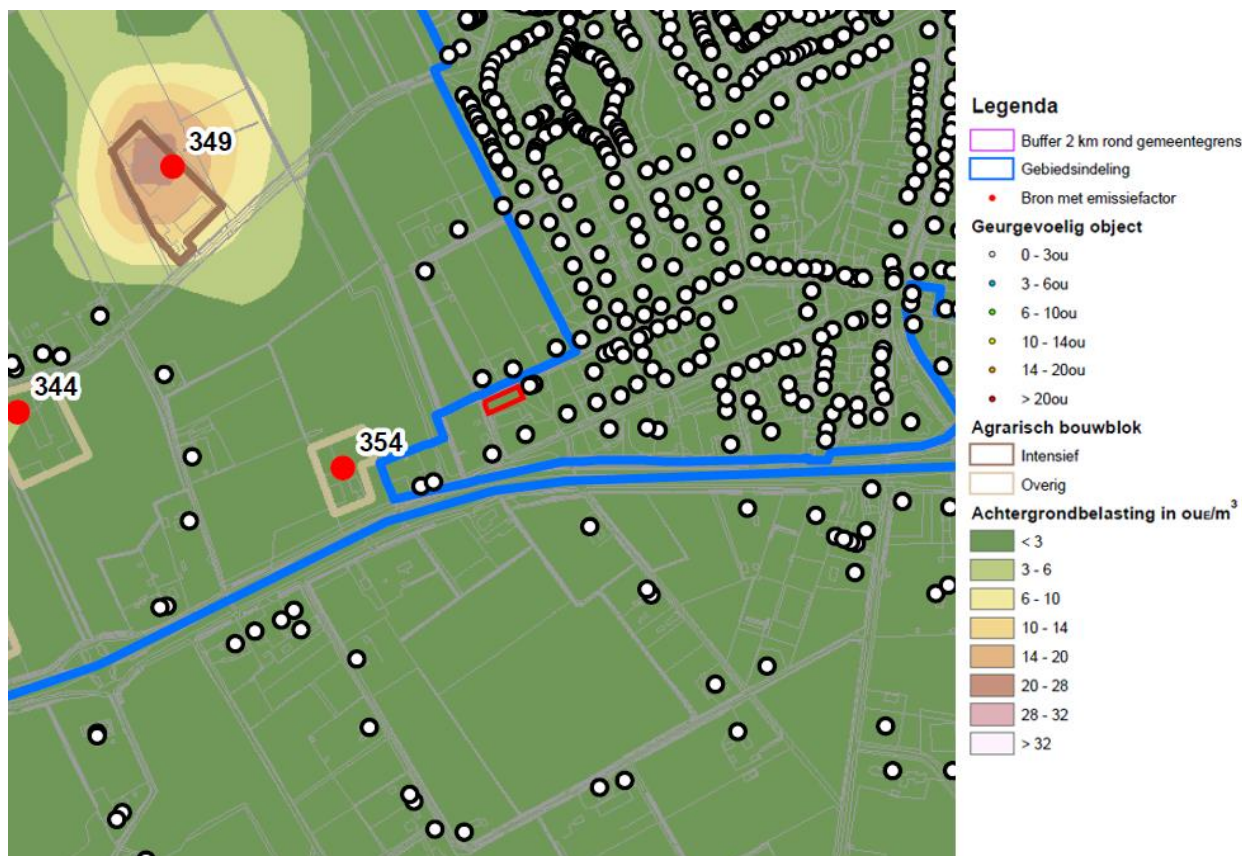 349
344
354
Legenda
Buffer 2 km rond gemeentegrens
Gebiedsindeling
Bron met emissiefactor
Geurgevoelig object
0 - 3ou
3 - 6ou
6 - 10ou
10 - 14ou
14 - 20ou
> 20ou
Agrarisch bouwblok
Intensief
Overig
Achtergrondbelasting in ouᴇ/m³
< 3
3 - 6
6 - 10
10 - 14
14 - 20
20 - 28
28 - 32
> 32